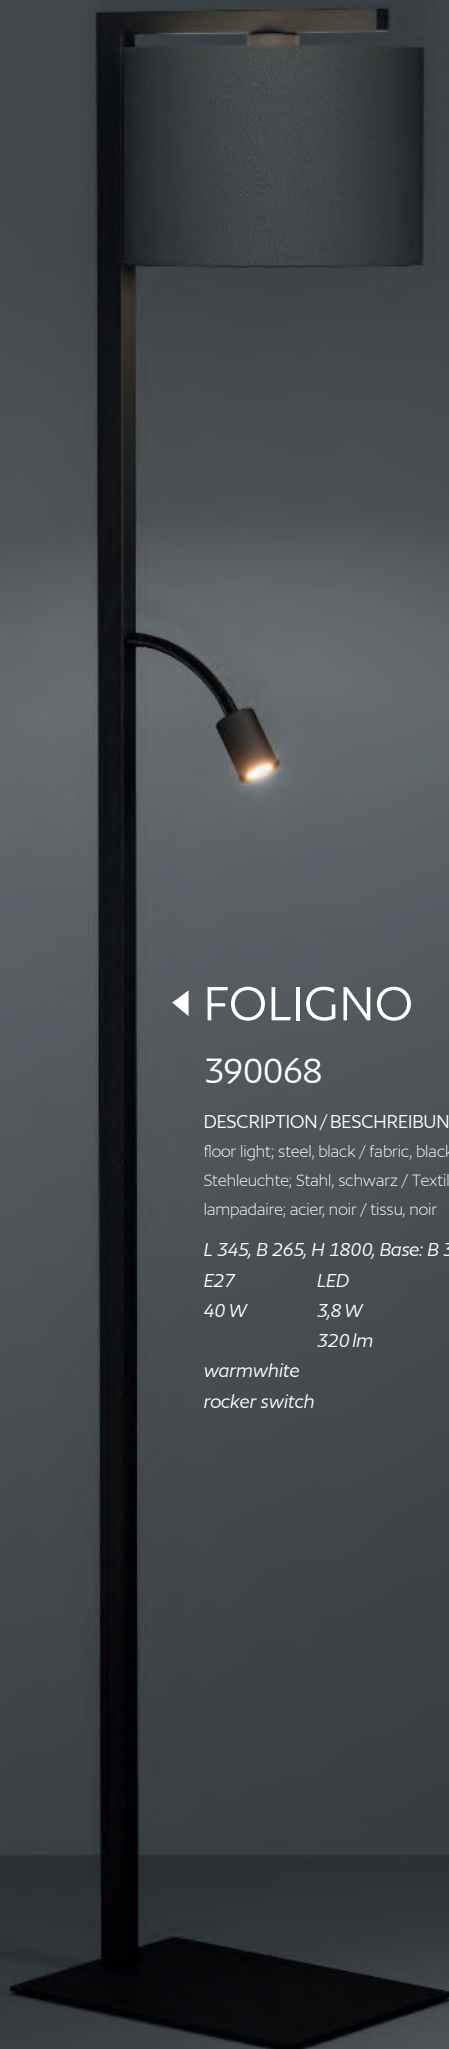 FOLIGNO
390068
DESCRIPTION / BESCHREIBUN
floor light; steel, black / fabric, black
Stehleuchte; Stahl, schwarz / Textil
lampadaire; acier, noir / tissu, noir
L 345, B 265, H 1800, Base: B 3
E27 LED
40 W 3,8 W
320 lm
warmwhite
rocker switch